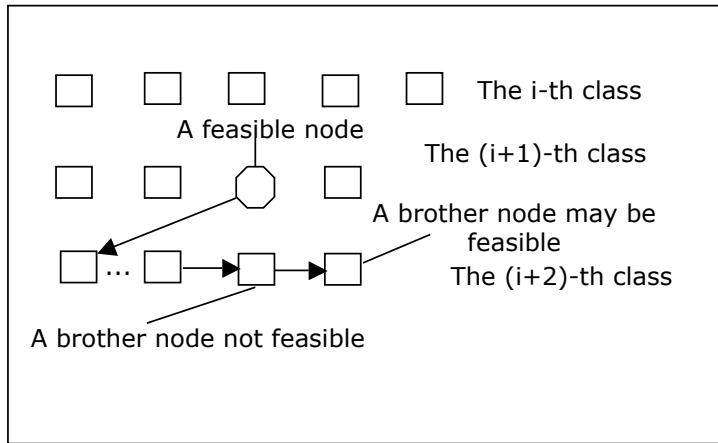 The i-th class
A feasible node
The (i+1)-th class
A brother node may be
feasible
...
The (i+2)-th class
A brother node not feasible